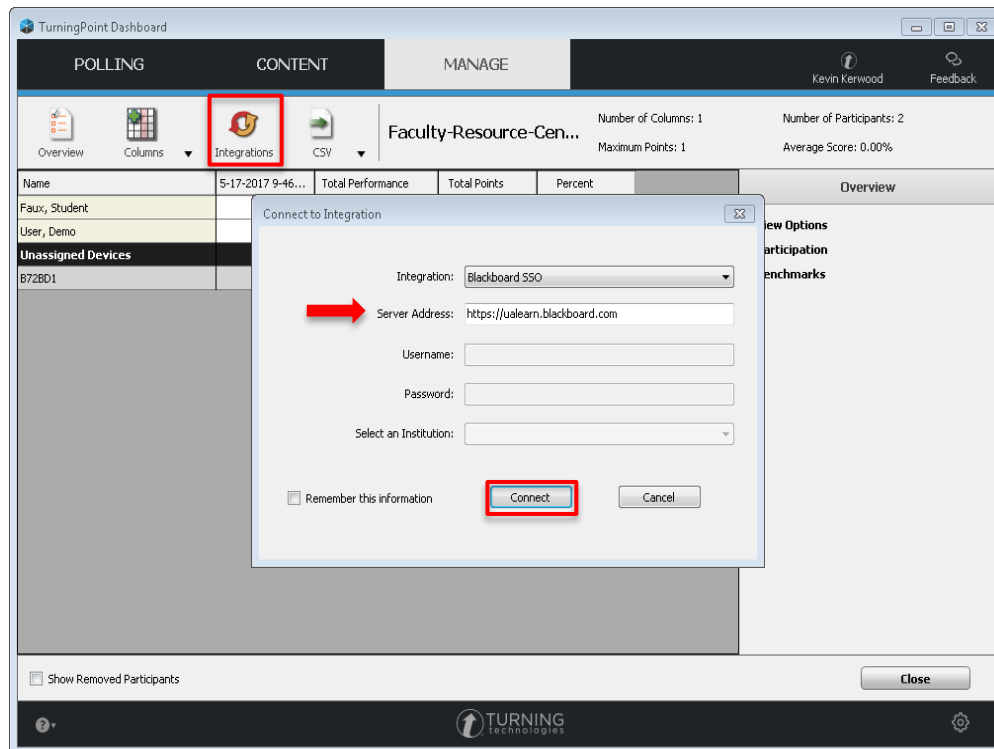 TurningPoint Dashboard
POLLING CONTENT MANAGE Kevin Kerwood Feedback
Overview Columns Integrations CSV Faculty-Resource-Cen... Number of Columns: 1 Number of Participants: 2
Maximum Points: 1 Average Score: 0.00%
Name 5-17-2017 9-46... Total Performance Total Points Percent Overview
Faux, Student
User, Demo
Unassigned Devices
B72BD1
iew Options
articipation
enchmarks
Connect to Integration
Integration: Blackboard SSO
Server Address: https://ualearn.blackboard.com
Username:
Password:
Select an Institution:
Remember this information Connect Cancel
Show Removed Participants Close
TURNING
technologies